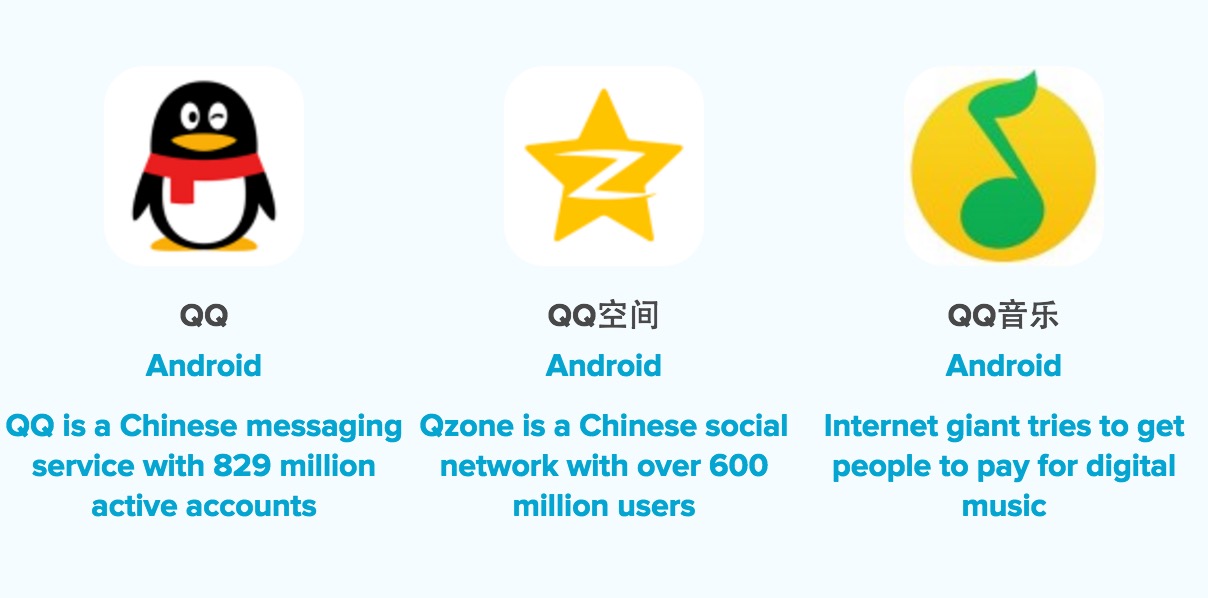 QQ
Android
QQ is a Chinese messaging
service with 829 million
active accounts
QQ空间
Android
Qzone is a Chinese social
network with over 600
million users
QQ音乐
Android
Internet giant tries to get
people to pay for digital
music